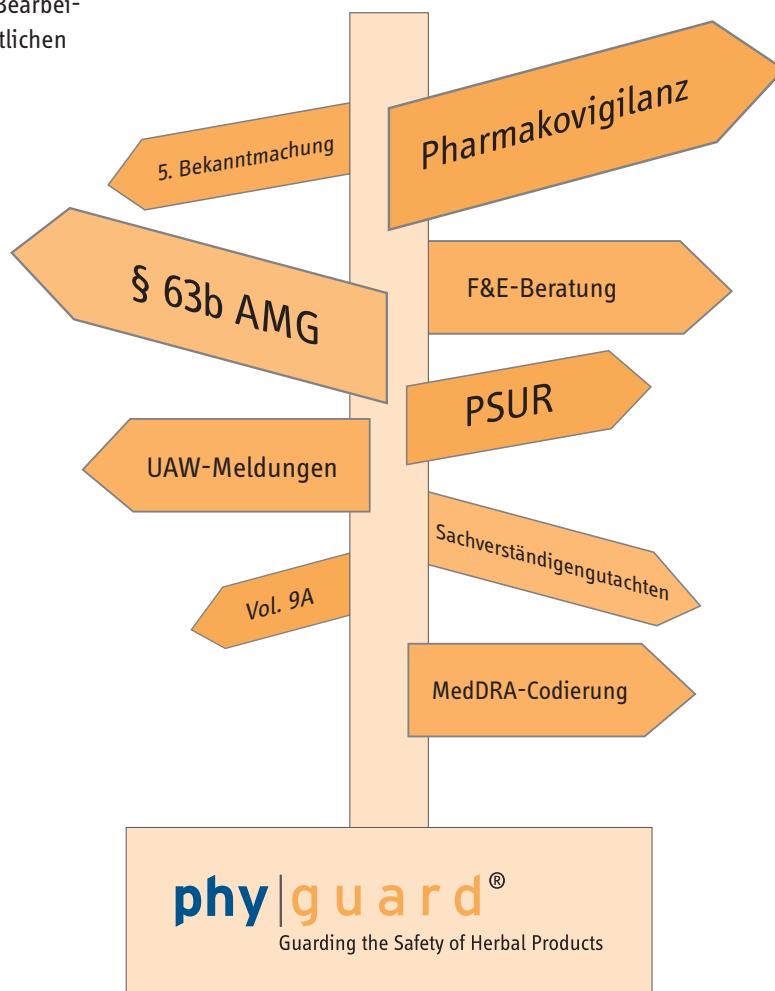 Bearbei-
tlichen
Pharmakovigilanz
5. Bekanntmachung
§ 63b AMG
F&E-Beratung
PSUR
UAW-Meldungen
Sachverständigengutachten
Vol. 9A
MedDRA-Codierung
phy|guard®
Guarding the Safety of Herbal Products